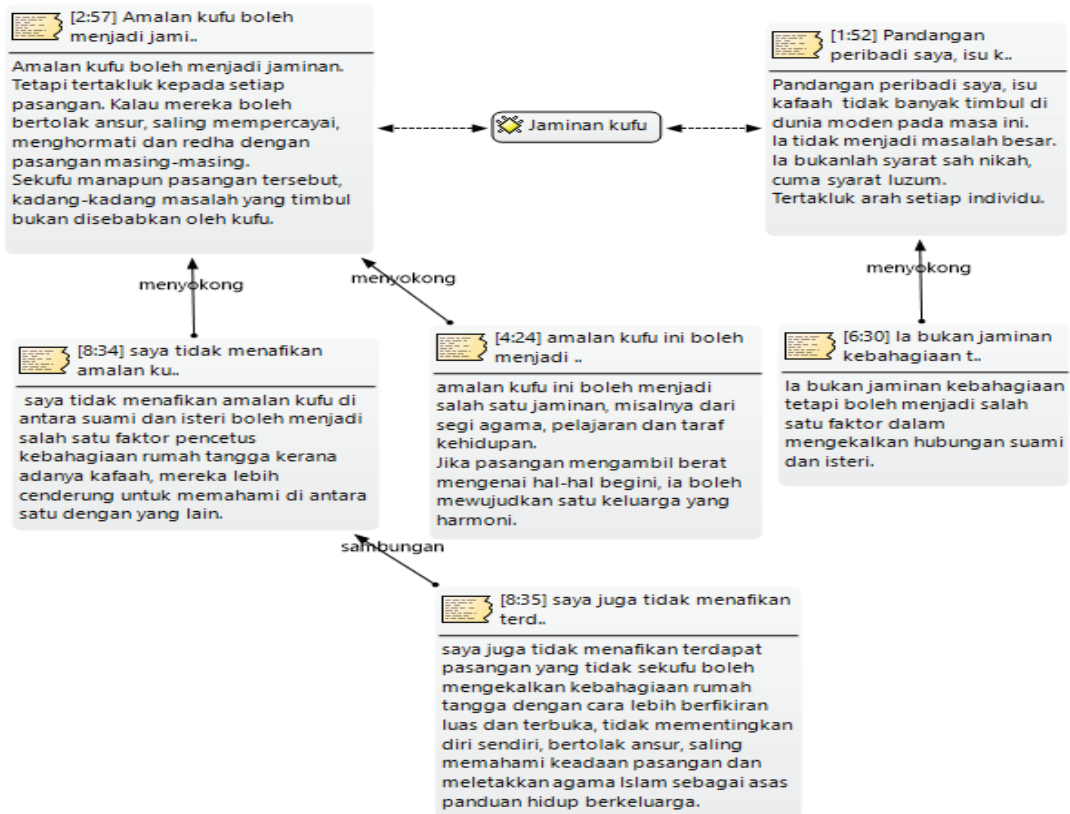 [2:57] Amalan kufu boleh
menjadi jami..
Amalan kufu boleh menjadi jaminan.
Tetapi tertakluk kepada setiap
pasangan. Kalau mereka boleh
bertolak ansur, saling mempercayai,
menghormati dan redha dengan
pasangan masing-masing.
Sekufu manapun pasangan tersebut,
kadang-kadang masalah yang timbul
bukan disebabkan oleh kufu.
Jaminan kufu
[1:52] Pandangan
peribadi saya, isu k..
Pandangan peribadi saya, isu
kafaah tidak banyak timbul di
dunia moden pada masa ini.
Ia tidak menjadi masalah besar.
Ia bukanlah syarat sah nikah,
cuma syarat luzum.
Tertakluk arah setiap individu.
menyokong
menyokong
menyokong
[8:34] saya tidak menafikan
amalan ku..
saya tidak menafikan amalan kufu di
antara suami dan isteri boleh menjadi
salah satu faktor pencetus
kebahagiaan rumah tangga kerana
adanya kafaah, mereka lebih
cenderung untuk memahami di antara
satu dengan yang lain.
[4:24] amalan kufu ini boleh
menjadi ..
amalan kufu ini boleh menjadi
salah satu jaminan, misalnya dari
segi agama, pelajaran dan taraf
kehidupan.
Jika pasangan mengambil berat
mengenai hal-hal begini, ia boleh
mewujudkan satu keluarga yang
harmoni.
[6:30] Ia bukan jaminan
kebahagiaan t..
Ia bukan jaminan kebahagiaan
tetapi boleh menjadi salah
satu faktor dalam
mengekalkan hubungan suami
dan isteri.
sambungan
[8:35] saya juga tidak menafikan
terd..
saya juga tidak menafikan terdapat
pasangan yang tidak sekufu boleh
mengekalkan kebahagiaan rumah
tangga dengan cara lebih berfikiran
luas dan terbuka, tidak mementingkan
diri sendiri, bertolak ansur, saling
memahami keadaan pasangan dan
meletakkan agama Islam sebagai asas
panduan hidup berkeluarga.